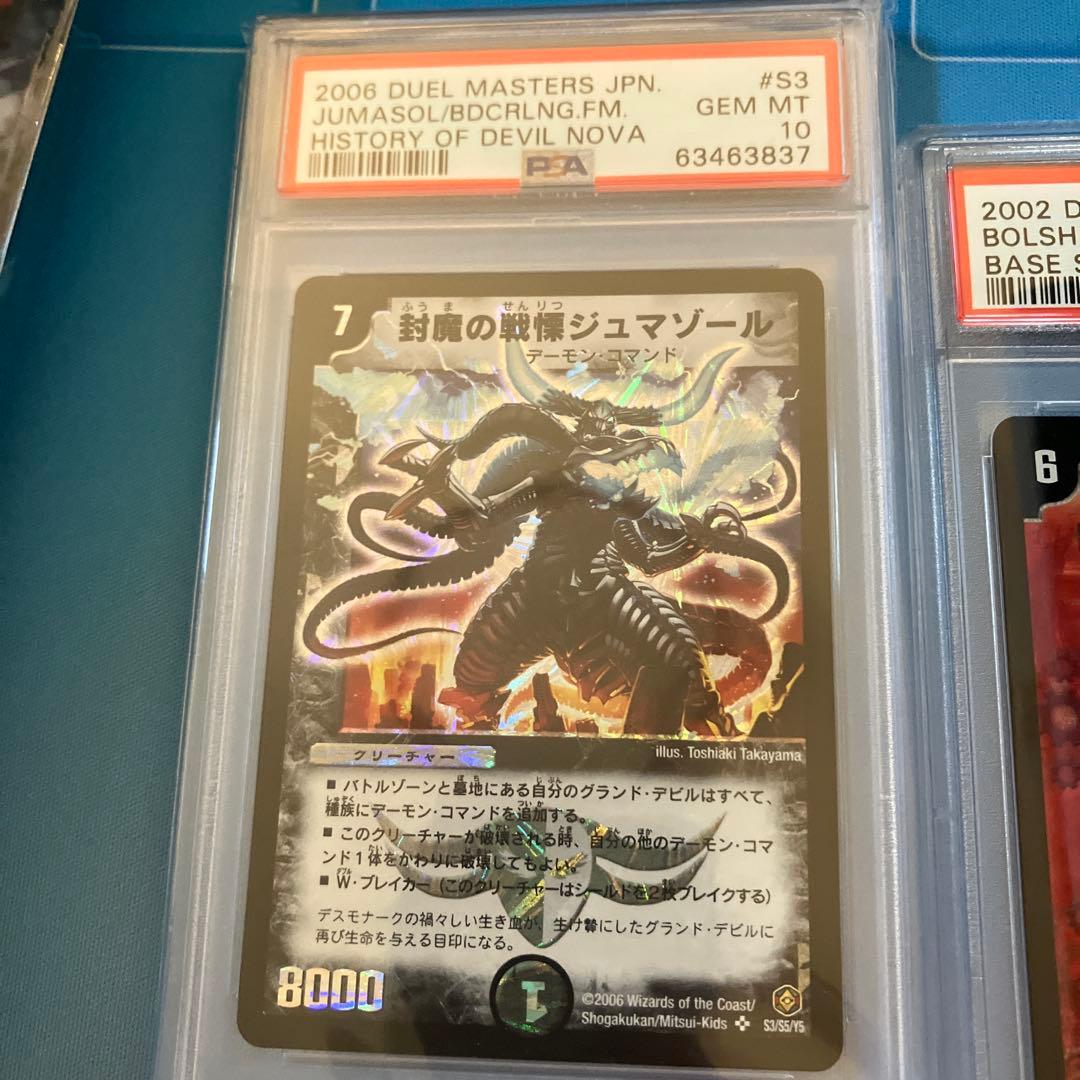 2006 DUEL MASTERS JPN. #S3
JUMASOL/BDCRLNG.FM. GEM MT
HISTORY OF DEVIL NOVA 10
PSA 63463837
2002 D
BOLSH
BASE S
7
ふうま せんりつ
封魔の戦慄ジュマゾール
デーモン・コマンド
6
クリーチャー
illus. Toshiaki Takayama
■ バトルゾーンと墓地にある自分のグランド・デビルはすべて、
種族にデーモン・コマンドを追加する。
■ このクリーチャーが破壊される時、自分の他のデーモン・コマ
ンド1体をかわりに破壊してもよい。
■ W・ブレイカー (このクリーチャーはシールドを2枚ブレイクする)
デスモナークの禍々しい生き血が、生け贄にしたグランド・デビルに
再び生命を与える目印になる。
8000
©2006 Wizards of the Coast/
Shogakukan/Mitsui-Kids
S3/S5/Y5